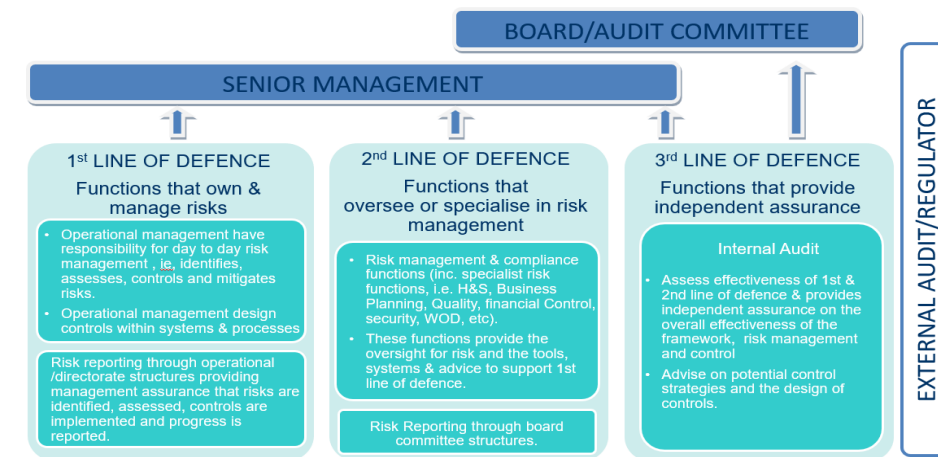 BOARD/AUDIT COMMITTEE
SENIOR MANAGEMENT
1st LINE OF DEFENCE
Functions that own &
manage risks
• Operational management have
responsibility for day to day risk
management , ie, identifies,
assesses, controls and mitigates
risks.
• Operational management design
controls within systems & processes
Risk reporting through operational
/directorate structures providing
management assurance that risks are
identified, assessed, controls are
implemented and progress is
reported.
2nd LINE OF DEFENCE
Functions that
oversee or specialise in risk
management
• Risk management & compliance
functions (inc. specialist risk
functions, i.e. H&S, Business
Planning, Quality, financial Control,
security, WOD, etc).
• These functions provide the
oversight for risk and the tools,
systems & advice to support 1st
line of defence.
Risk Reporting through board
committee structures.
3rd LINE OF DEFENCE
Functions that provide
independent assurance
Internal Audit
• Assess effectiveness of 1st &
2nd line of defence & provides
independent assurance on the
overall effectiveness of the
framework, risk management
and control
• Advise on potential control
strategies and the design of
controls.
EXTERNAL AUDIT/REGULATOR